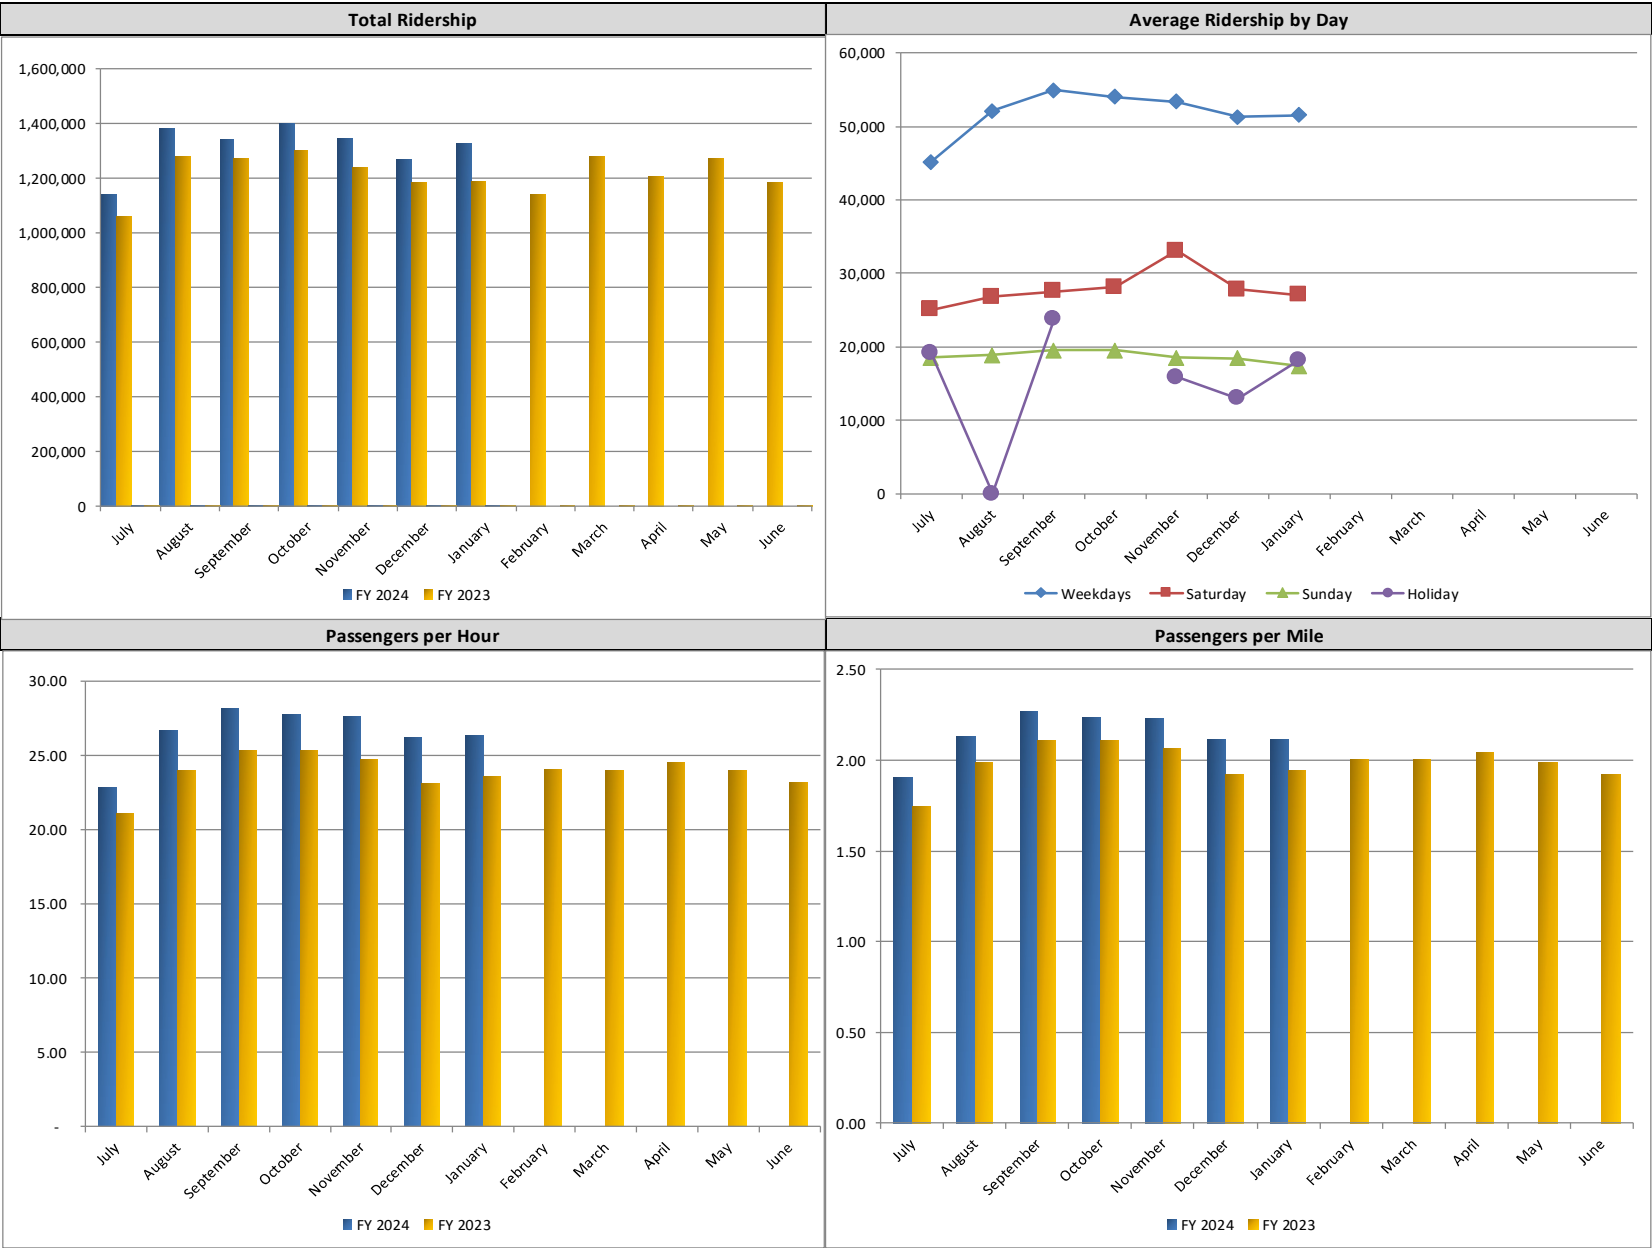 Total Ridership
1,600,000
1,400,000
1,200,000
1,000,000
800,000
600,000
400,000
200,000
0
July August September October November December January February March April May June
FY 2024 FY 2023
Average Ridership by Day
60,000
50,000
40,000
30,000
20,000
10,000
0
July August September October November December January February March April May June
Weekdays Saturday Sunday Holiday
Passengers per Hour
30.00
25.00
20.00
15.00
10.00
5.00
-
July August September October November December January February March April May June
FY 2024 FY 2023
Passengers per Mile
2.50
2.00
1.50
1.00
0.50
0.00
July August September October November December January February March April May June
FY 2024 FY 2023